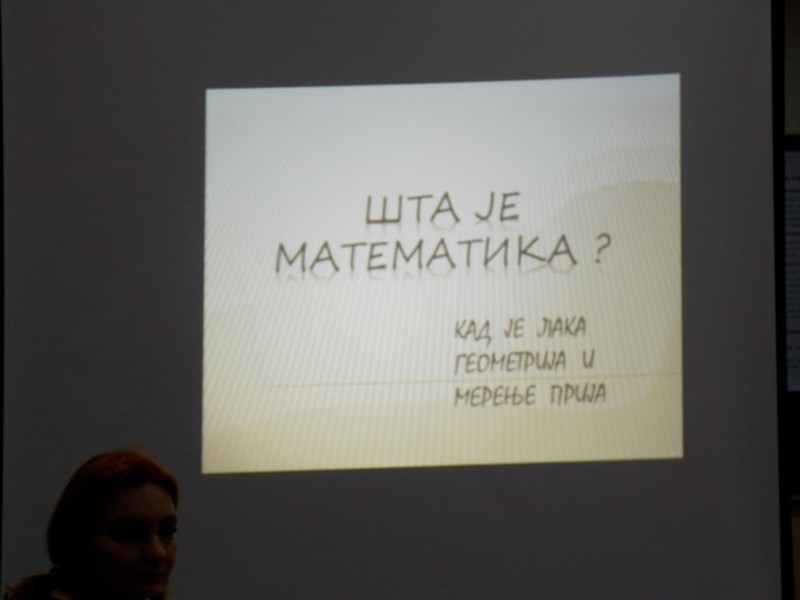 ШТА ЈЕ
МАТЕМАТИКА ?
КАД ЈЕ ЛАКА
ГЕОМЕТРИЈА И
МЕРЕЊЕ ПРИЈА